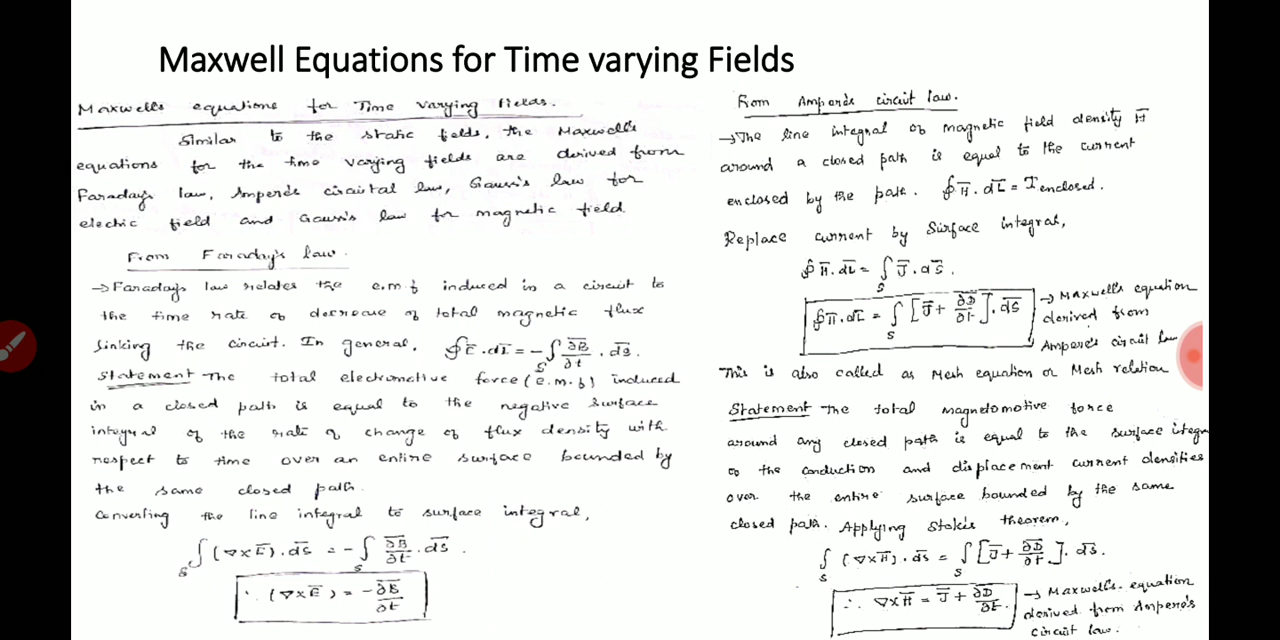 Maxwell Equations for Time varying Fields
Maxwells equations for Time Varying Fields.
Similar to the static fields, the Maxwell's
equations for the time varying fields are derived from
Faraday's law, Ampere's circuital law, Gauss's law for
electric field and Gauss's law for magnetic field.
From Faraday's law.
→ Faraday's law relates the e.m.f induced in a circuit to
the time rate of decrease of total magnetic flux
linking the circuit. In general, ∮E̅.dL̅ = -∫S ∂B̅/∂t . dS̅
Statement The total electromotive force (e.m.f) induced
in a closed path is equal to the negative surface
integral of the rate of change of flux density with
respect to time over an entire surface bounded by
the same closed path.
Converting the line integral to surface integral,
∫S (∇×E̅).dS̅ = -∫S ∂B̅/∂t . dS̅.
∴ (∇×E̅) = -∂B̅/∂t
From Ampere's circuit law.
→ The line integral of magnetic field density H̅
around a closed path is equal to the current
enclosed by the path. ∮H̅.dL̅ = I enclosed.
Replace current by surface integral,
∮H̅.dL̅ = ∫S J̅.dS̅.
∮H̅.dL̅ = ∫S [J̅ + ∂D̅/∂t].dS̅ → Maxwell's equation
derived from
Ampere's circuit law
This is also called as Mesh equation or Mesh relation
Statement The total magnetomotive force
around any closed path is equal to the surface integr
to the conduction and displacement current densities
over the entire surface bounded by the same
closed path. Applying Stoke's theorem,
∫S (∇×H̅).dS̅ = ∫S [J̅ + ∂D̅/∂t].dS̅.
∴ ∇×H̅ = J̅ + ∂D̅/∂t. → Maxwell's equation
derived from Ampere's
circuit law.